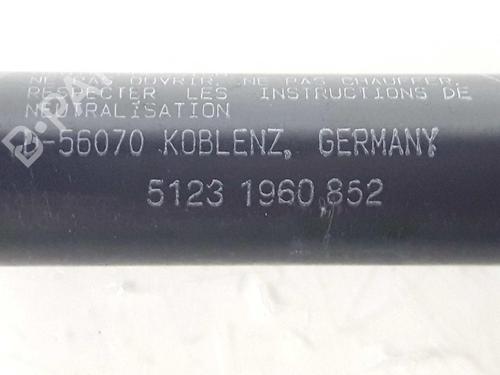 NE PAS OUVRIR, NE PAS CHAUFFER,
RESPECTER LES INSTRUCTIONS DE
NEUTRALISATION
D-56070 KOBLENZ, GERMANY
5123 1960,852